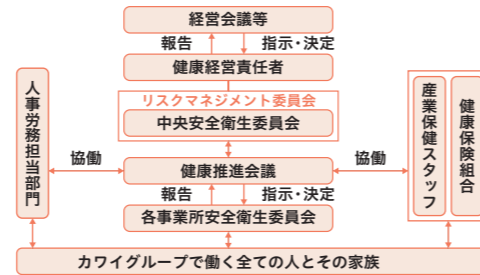 経営会議等
報告
指示・決定
健康経営責任者
リスクマネジメント委員会
中央安全衛生委員会
人事労務担当部門
協働
健康推進会議
協働
産業保健スタッフ
健康保険組合
報告
指示・決定
各事業所安全衛生委員会
カワイグループで働く全ての人とその家族